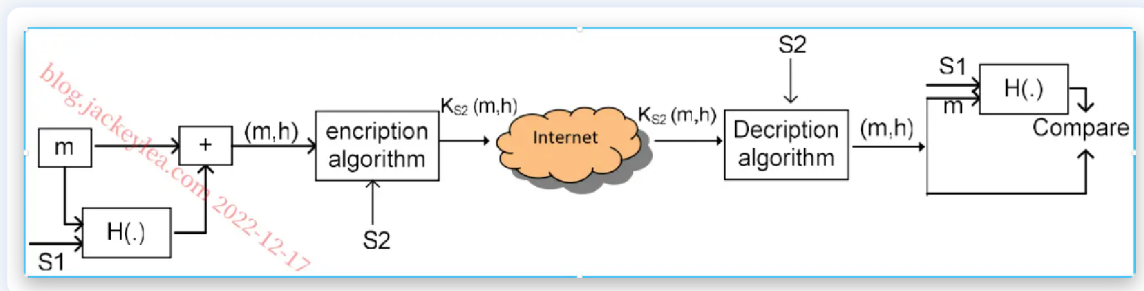 S2
S1
H(.)
m
Compare
K_S2 (m,h)
K_S2 (m,h)
(m,h)
encription
algorithm
Internet
Decription
algorithm
(m,h)
m
+
H(.)
S1
S2
blog.jackeylea.com 2022-12-17